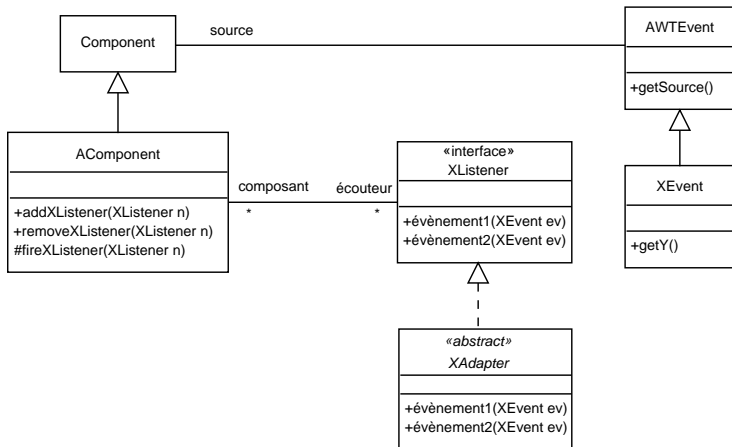 Component
source
AWTEvent
+getSource()
AComponent
+addXListener(XListener n)
+removeXListener(XListener n)
#fireXListener(XListener n)
composant
écouteur
*
*
«interface»
XListener
+évènement1(XEvent ev)
+évènement2(XEvent ev)
XEvent
+getY()
«abstract»
XAdapter
+évènement1(XEvent ev)
+évènement2(XEvent ev)